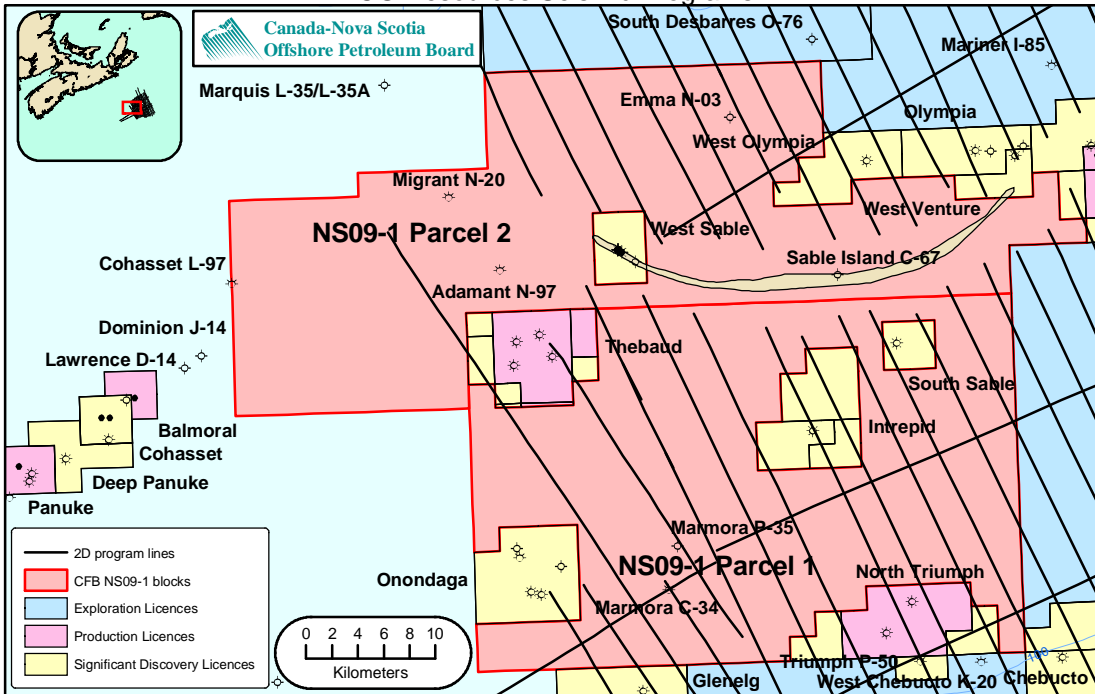 Canada-Nova Scotia
Offshore Petroleum Board
South Desbarres O-76
Mariner I-85
Marquis L-35/L-35A
Emma N-03
Olympia
West Olympia
Migrant N-20
West Venture
NS09-1 Parcel 2
West Sable
Sable Island C-67
Cohasset L-97
Adamant N-97
Dominion J-14
Thebaud
Lawrence D-14
South Sable
Balmoral
Intrepid
Cohasset
Deep Panuke
Panuke
Marmora P-35
NS09-1 Parcel 1
North Triumph
Onondaga
Marmora C-34
Triumph P-50
West Chebucto K-20
Chebucto
Glenelg
100
2D program lines
CFB NS09-1 blocks
Exploration Licences
Production Licences
Significant Discovery Licences
0 2 4 6 8 10
Kilometers